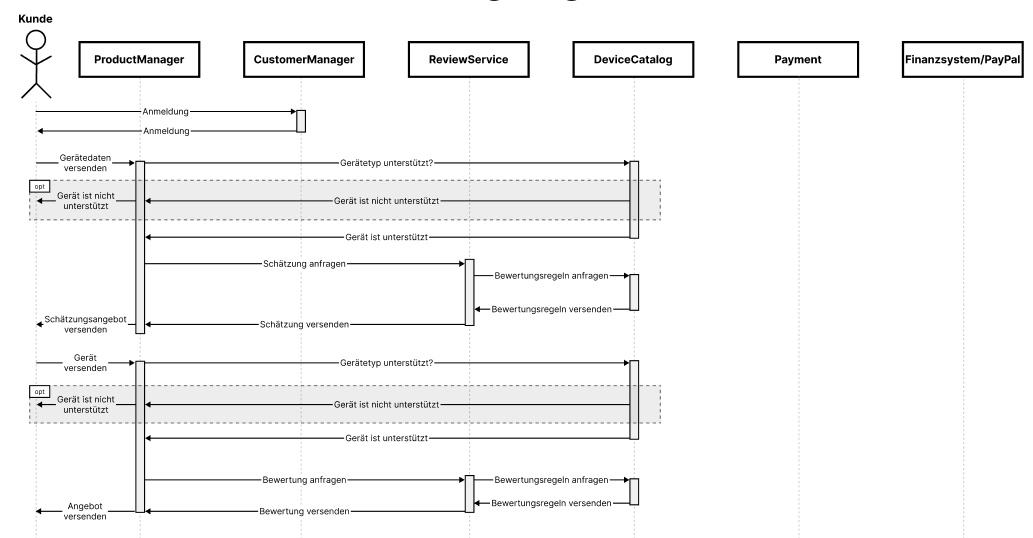 Kunde
ProductManager
CustomerManager
ReviewService
DeviceCatalog
Payment
Finanzsystem/PayPal
Anmeldung
Anmeldung
Gerätedaten
versenden
Gerätetyp unterstützt?
opt
Gerät ist nicht
unterstützt
Gerät ist nicht unterstützt
Gerät ist unterstützt
Schätzung anfragen
Bewertungsregeln anfragen
Bewertungsregeln versenden
Schätzungsangebot
versenden
Schätzung versenden
Gerät
versenden
Gerätetyp unterstützt?
opt
Gerät ist nicht
unterstützt
Gerät ist nicht unterstützt
Gerät ist unterstützt
Bewertung anfragen
Bewertungsregeln anfragen
Bewertungsregeln versenden
Angebot
versenden
Bewertung versenden